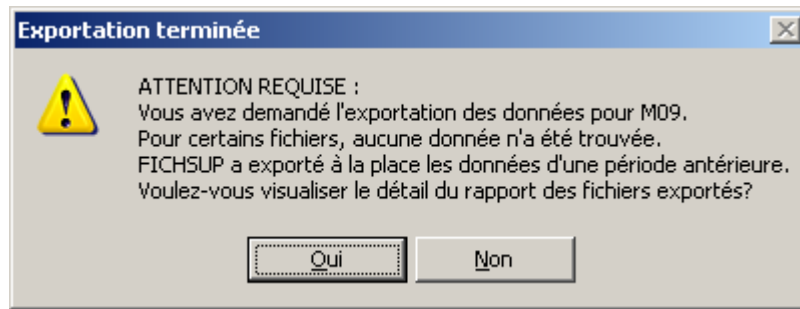 Exportation terminée
ATTENTION REQUISE :
Vous avez demandé l'exportation des données pour M09.
Pour certains fichiers, aucune donnée n'a été trouvée.
FICHSUP a exporté à la place les données d'une période antérieure.
Voulez-vous visualiser le détail du rapport des fichiers exportés?
Oui Non